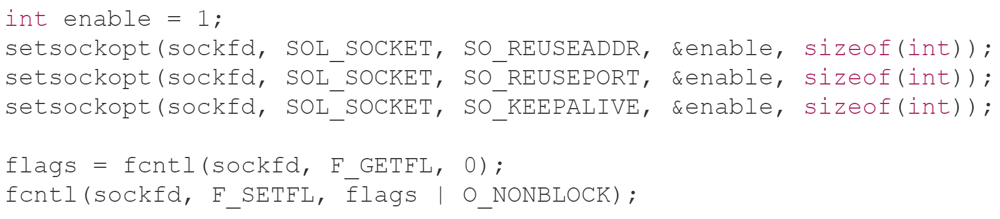 int enable = 1;
setsockopt(sockfd, SOL_SOCKET, SO_REUSEADDR, &enable, sizeof(int));
setsockopt(sockfd, SOL_SOCKET, SO_REUSEPORT, &enable, sizeof(int));
setsockopt(sockfd, SOL_SOCKET, SO_KEEPALIVE, &enable, sizeof(int));
flags = fcntl(sockfd, F_GETFL, 0);
fcntl(sockfd, F_SETFL, flags | O_NONBLOCK);